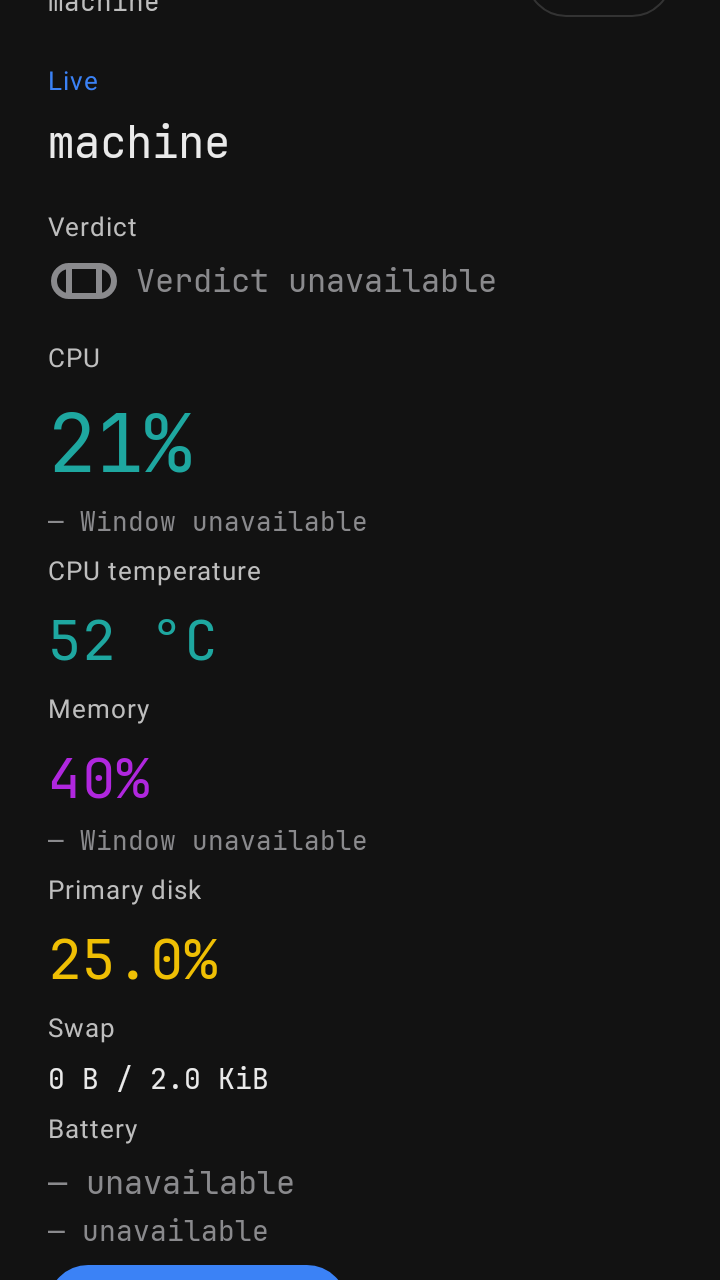 machine
Live
machine
Verdict
Verdict unavailable
CPU
21%
— Window unavailable
CPU temperature
52 °C
Memory
40%
— Window unavailable
Primary disk
25.0%
Swap
0 B / 2.0 KiB
Battery
— unavailable
— unavailable